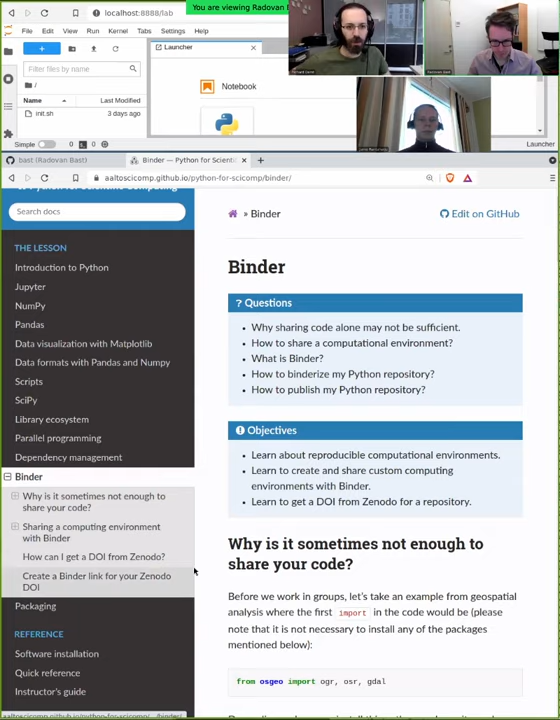 localhost:8888/lab
You are viewing Radovan B
File Edit View Run Kernel Tabs Settings Help
Launcher
Filter files by name
/
Name Last Modified
init.sh 3 days ago
Notebook
Simple 0 0 Launcher
bast (Radovan Bast) Binder — Python for Scienti
aaltoscicomp.github.io/python-for-scicomp/binder/
Search docs
THE LESSON
Introduction to Python
Jupyter
NumPy
Pandas
Data visualization with Matplotlib
Data formats with Pandas and Numpy
Scripts
SciPy
Library ecosystem
Parallel programming
Dependency management
Binder
Why is it sometimes not enough to
share your code?
Sharing a computing environment
with Binder
How can I get a DOI from Zenodo?
Create a Binder link for your Zenodo
DOI
Packaging
REFERENCE
Software installation
Quick reference
Instructor's guide
» Binder Edit on GitHub
Binder
? Questions
• Why sharing code alone may not be sufficient.
• How to share a computational environment?
• What is Binder?
• How to binderize my Python repository?
• How to publish my Python repository?
Objectives
• Learn about reproducible computational environments.
• Learn to create and share custom computing
environments with Binder.
• Learn to get a DOI from Zenodo for a repository.
Why is it sometimes not enough to
share your code?
Before we work in groups, let's take an example from geospatial
analysis where the first import in the code would be (please
note that it is not necessary to install any of the packages
mentioned below):
from osgeo import ogr, osr, gdal